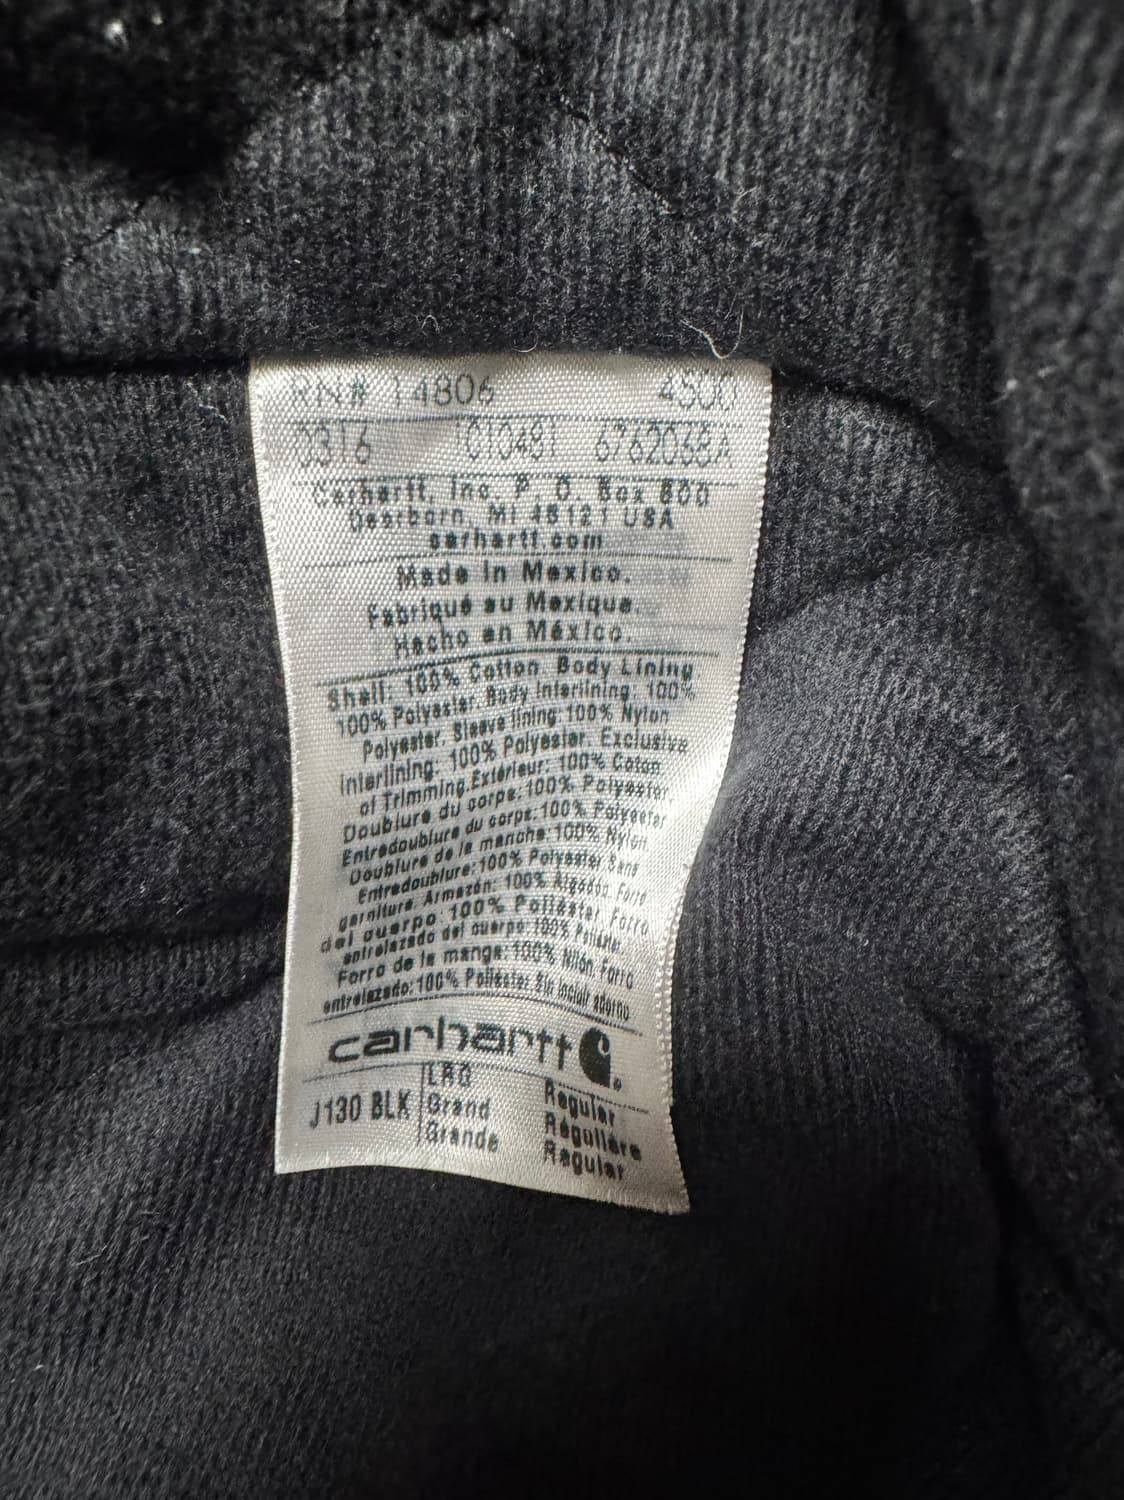 RN# 14806 4500
0316 C10481 6762068A
Carhartt, Inc. P. O. Box 600
Dearborn, MI 48121 USA
carhartt.com
Made in Mexico.
Fabriqué au Mexique.
Hecho en México.
Shell: 100% Cotton. Body Lining
100% Polyester. Body Interlining: 100%
Polyester. Sleeve lining: 100% Nylon
Interlining: 100% Polyester. Exclusive
of Trimming.Extérieur: 100% Coton
Doublure du corps: 100% Polyester.
Entredoublure du corps: 100% Polyester
Doublure de la manche: 100% Nylon
Entredoublure: 100% Polyester Sans
garniture. Armazón: 100% Algodón. Forro
del cuerpo: 100% Poliéster. Forro
entrelazado del cuerpo: 100% Poliéster.
Forro de la manga: 100% Nilón. Forro
entrelazado: 100% Poliéster Sin incluir adorno
carhartt
J130 BLK LRG Regular
Grand Régulière
Grande Regular